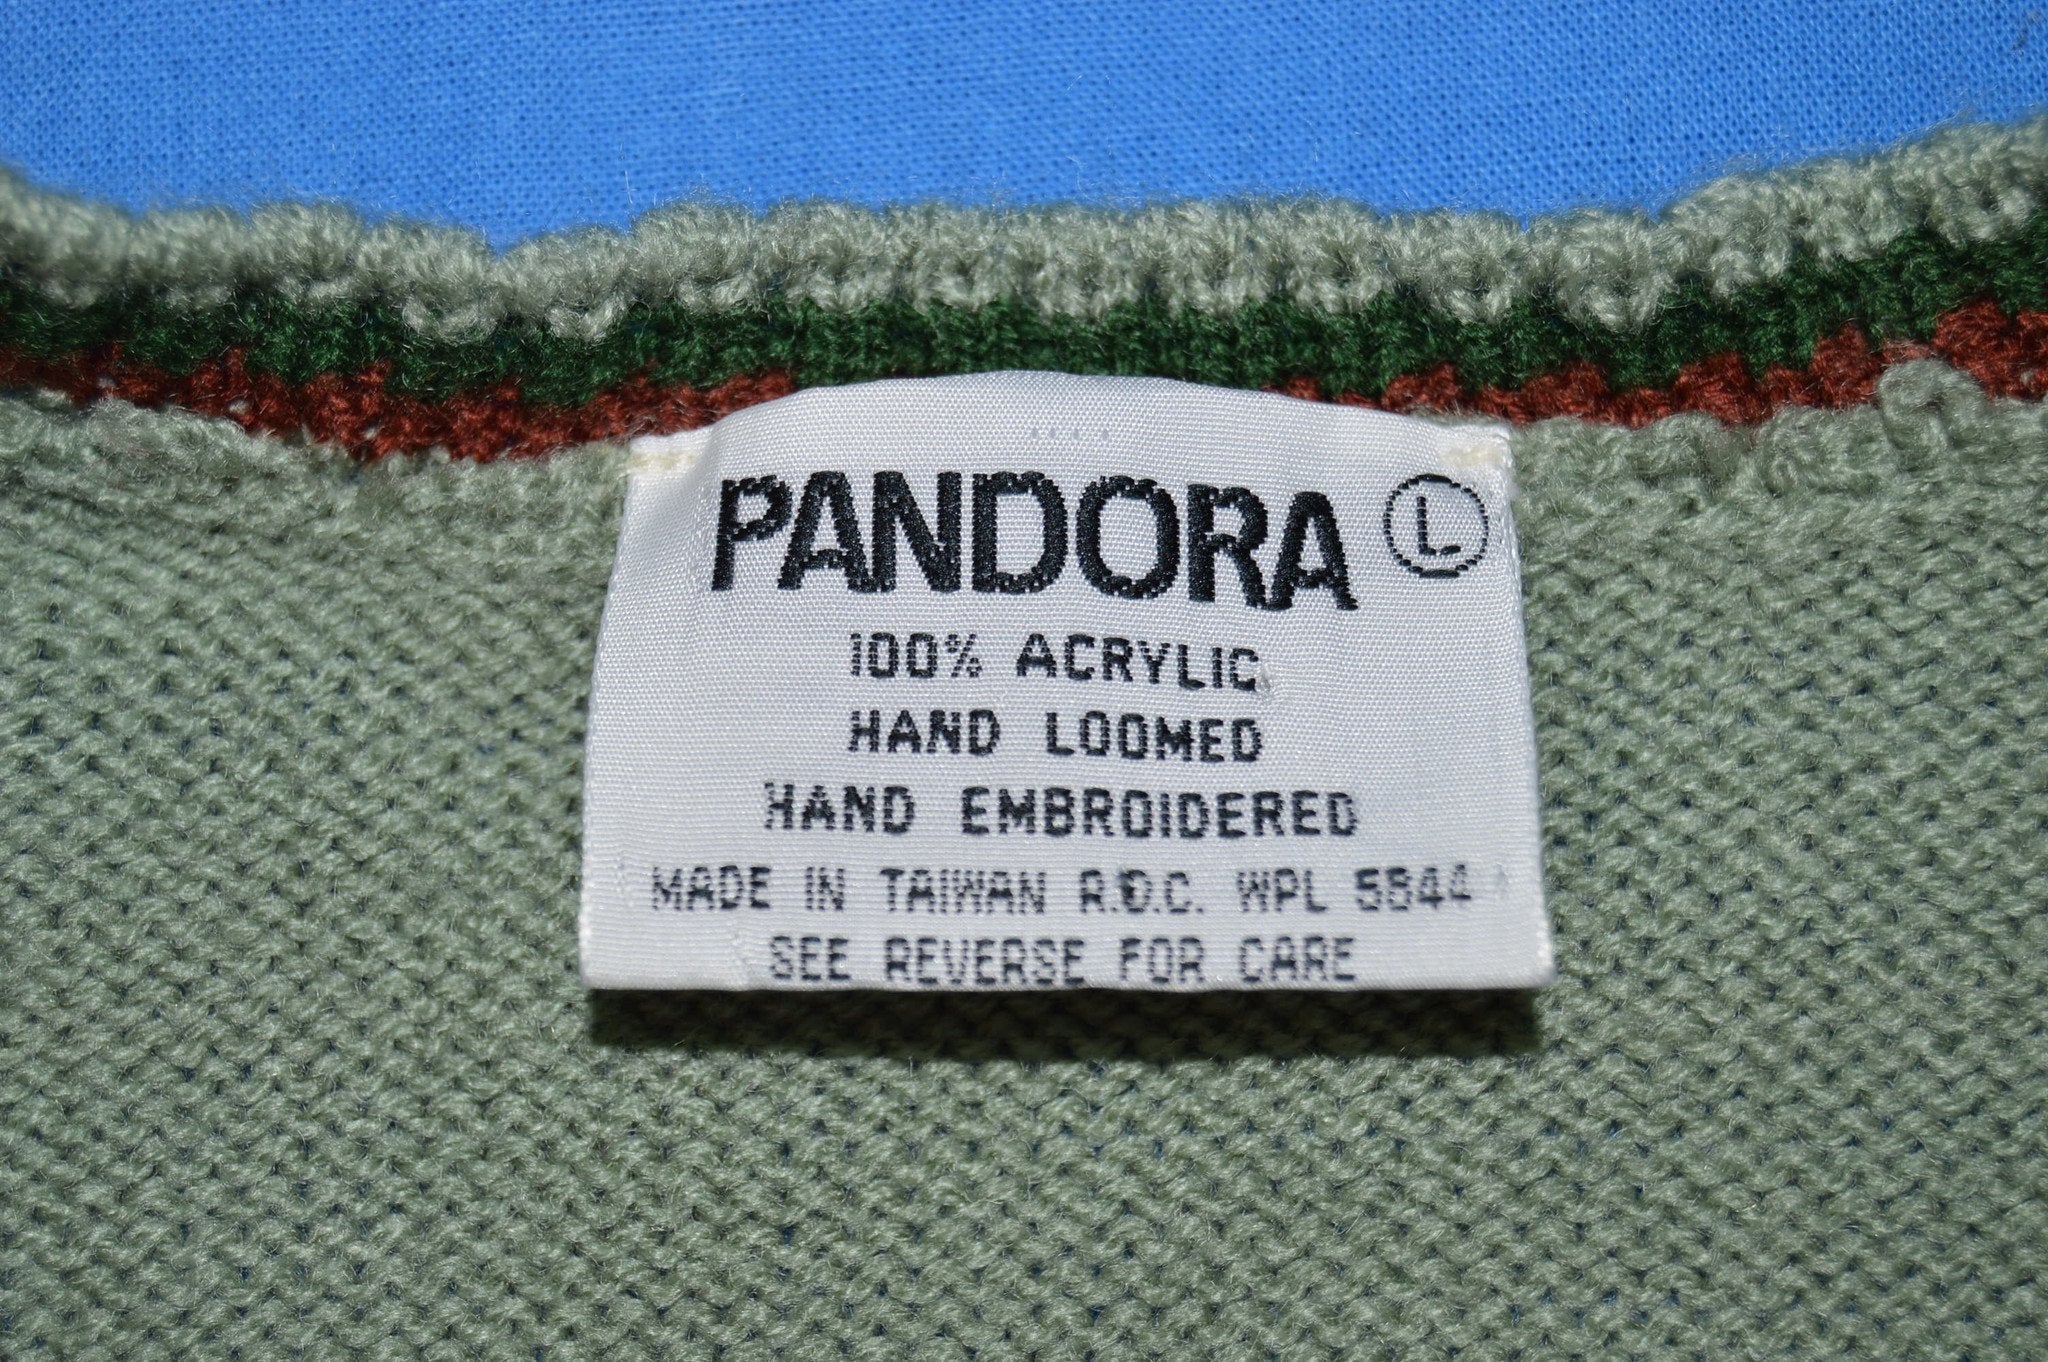 PANDORA Ⓛ
100% ACRYLIC
HAND LOOMED
HAND EMBROIDERED
MADE IN TAIWAN R.O.C. WPL 5844
SEE REVERSE FOR CARE